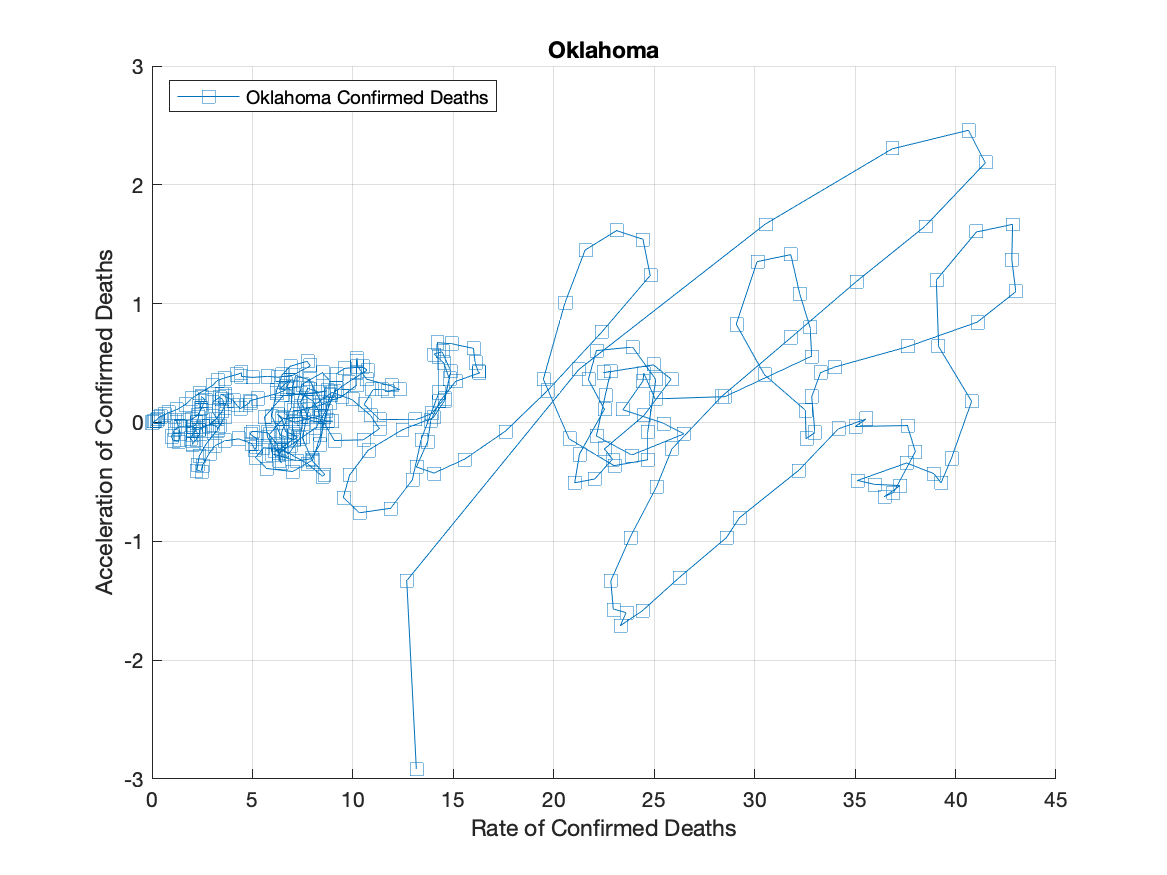 Oklahoma
Oklahoma Confirmed Deaths
3
2
1
0
-1
-2
-3
Acceleration of Confirmed Deaths
0 5 10 15 20 25 30 35 40 45
Rate of Confirmed Deaths